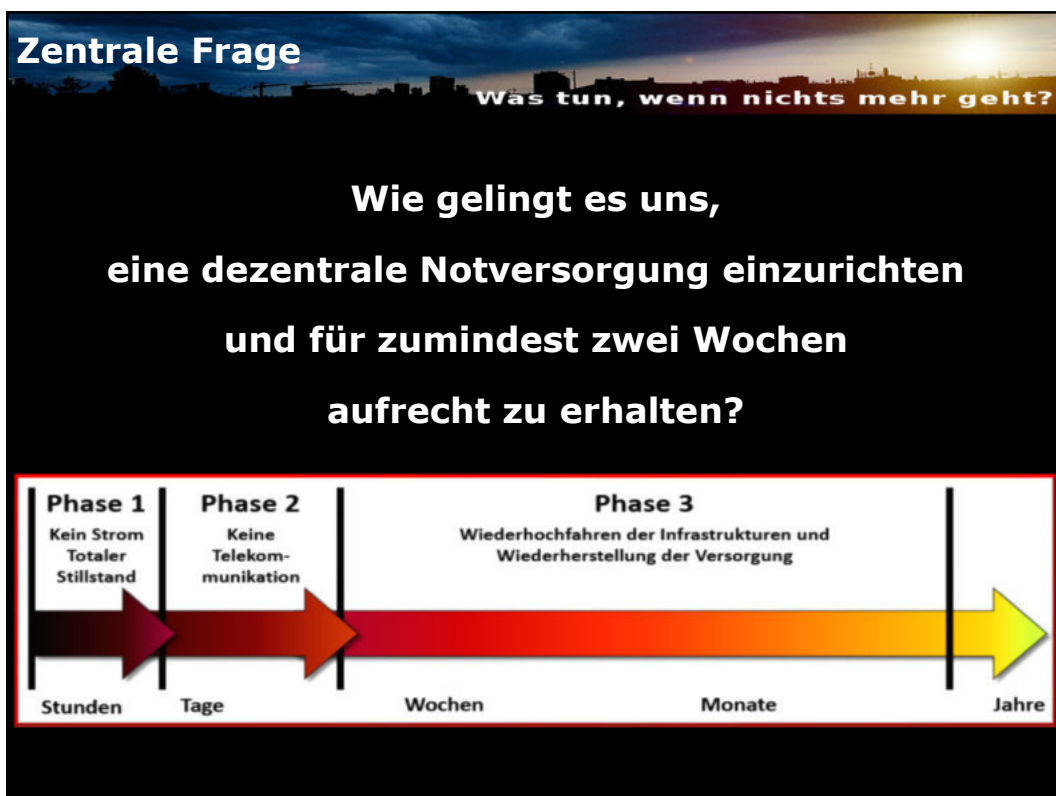 Zentrale Frage
Was tun, wenn nichts mehr geht?
Wie gelingt es uns,
eine dezentrale Notversorgung einzurichten
und für zumindest zwei Wochen
aufrecht zu erhalten?
Phase 1
Kein Strom
Totaler
Stillstand
Phase 2
Keine
Telekom-
munikation
Phase 3
Wiederhochfahren der Infrastrukturen und
Wiederherstellung der Versorgung
Stunden
Tage
Wochen
Monate
Jahre